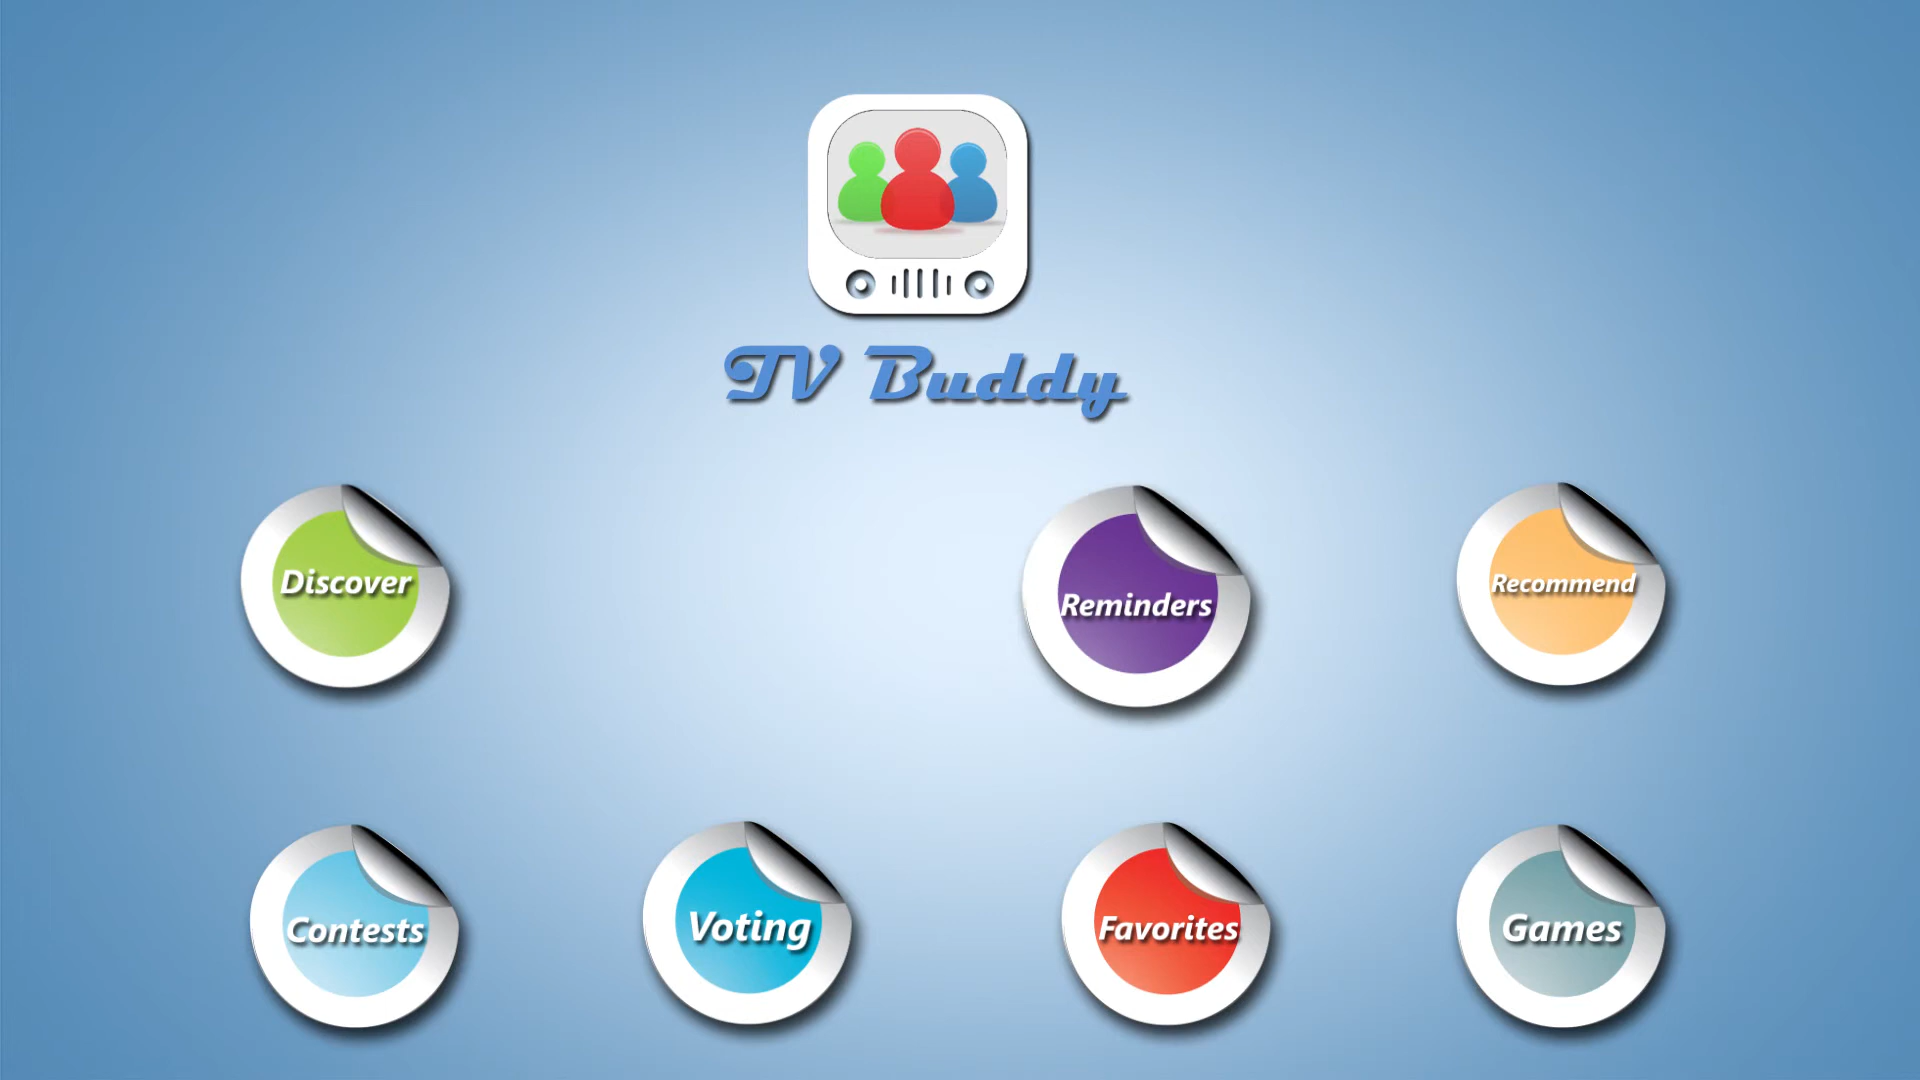 TV Buddy
Discover
Reminders
Recommend
Contests
Voting
Favorites
Games